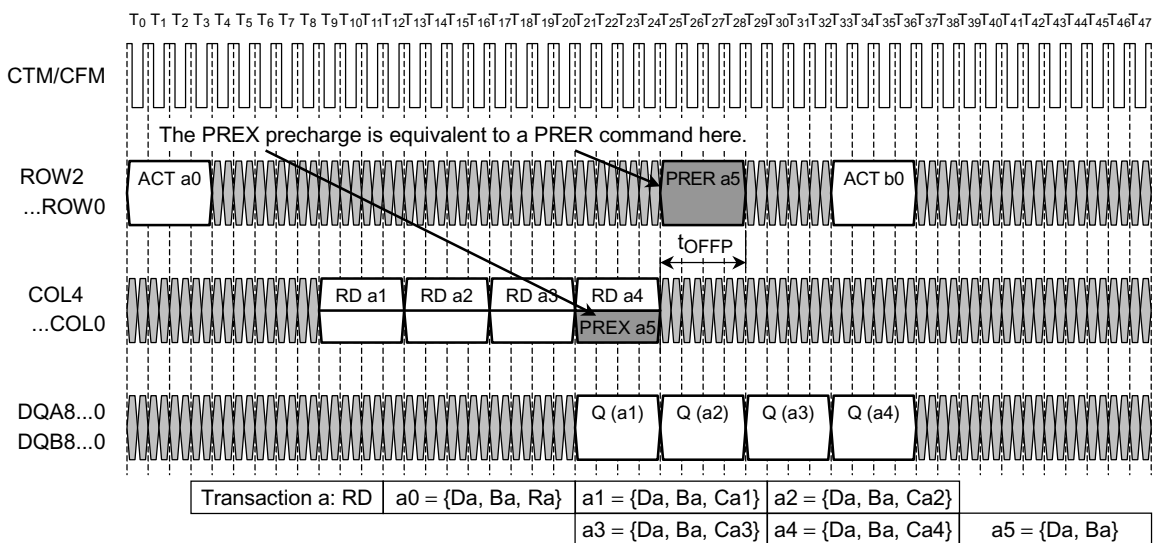 T0 T1 T2 T3 T4 T5 T6 T7 T8 T9 T10 T11 T12 T13 T14 T15 T16 T17 T18 T19 T20 T21 T22 T23 T24 T25 T26 T27 T28 T29 T30 T31 T32 T33 T34 T35 T36 T37 T38 T39 T40 T41 T42 T43 T44 T45 T46 T47
CTM/CFM
The PREX precharge is equivalent to a PRER command here.
ROW2
...ROW0
ACT a0
PRER a5
ACT b0
tOFFP
COL4
...COL0
RD a1
RD a2
RD a3
RD a4
PREX a5
DQA8...0
DQB8...0
Q (a1)
Q (a2)
Q (a3)
Q (a4)
Transaction a: RD
a0 = {Da, Ba, Ra}
a1 = {Da, Ba, Ca1}
a2 = {Da, Ba, Ca2}
a3 = {Da, Ba, Ca3}
a4 = {Da, Ba, Ca4}
a5 = {Da, Ba}